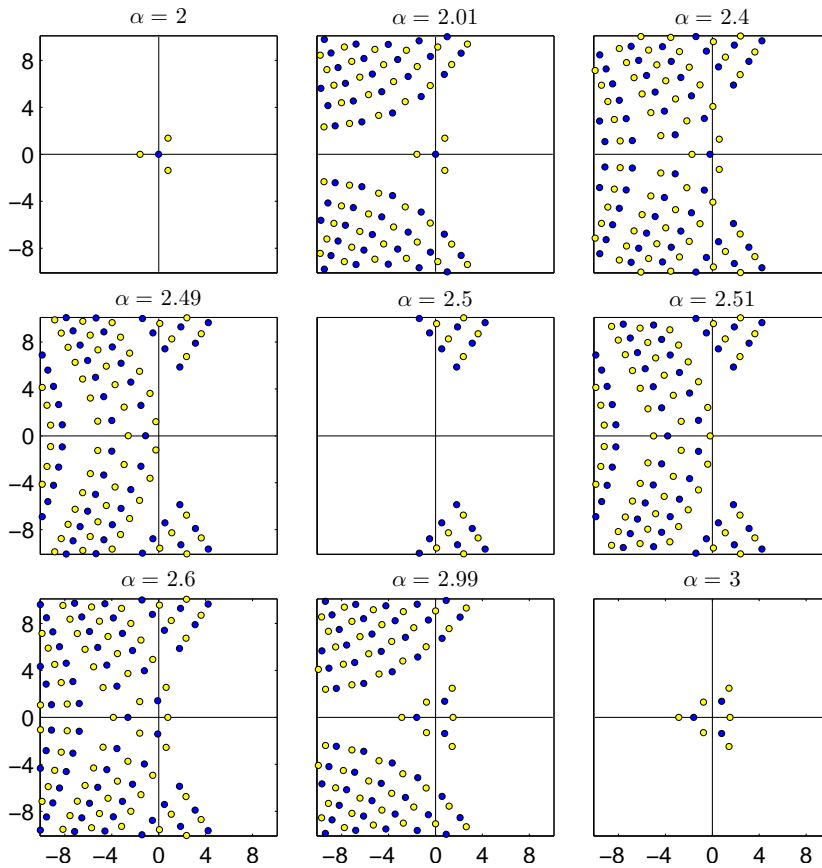 α = 2
α = 2.01
α = 2.4
8
4
0
−4
−8
α = 2.49
α = 2.5
α = 2.51
8
4
0
−4
−8
α = 2.6
α = 2.99
α = 3
8
4
0
−4
−8
−8 −4 0 4 8
−8 −4 0 4 8
−8 −4 0 4 8